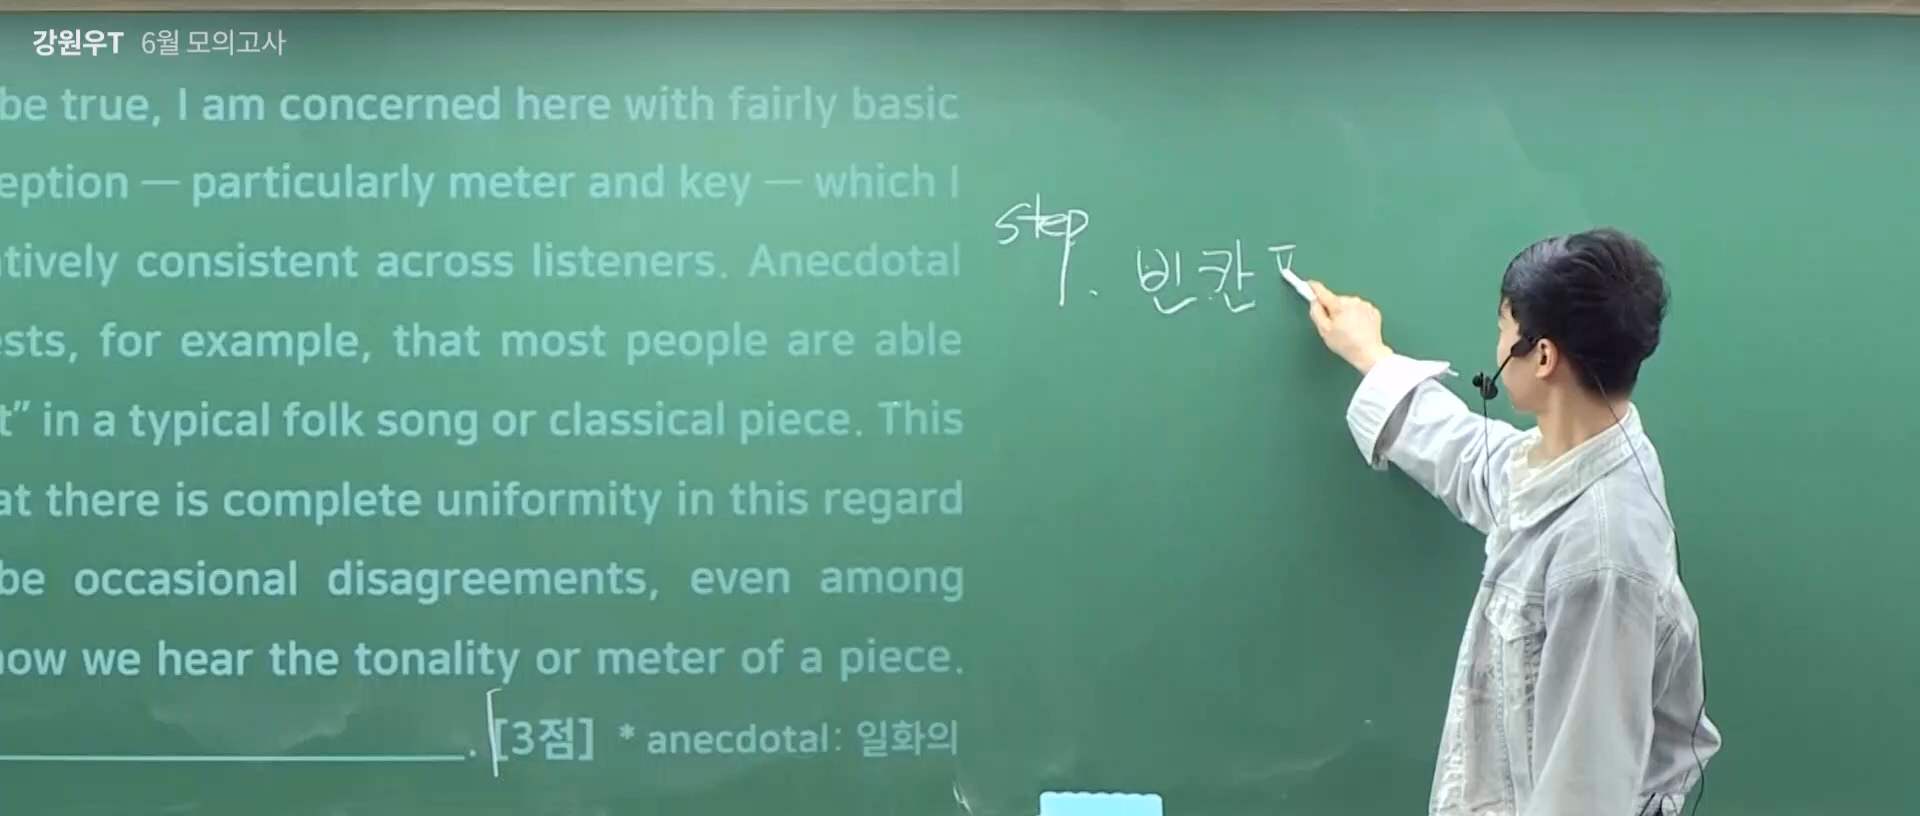 강원우T 6월 모의고사
be true, I am concerned here with fairly basic
eption — particularly meter and key — which I
atively consistent across listeners. Anecdotal
ests, for example, that most people are able
t” in a typical folk song or classical piece. This
at there is complete uniformity in this regard
be occasional disagreements, even among
how we hear the tonality or meter of a piece.
. [3점] * anecdotal: 일화의
step
1. 빈칸